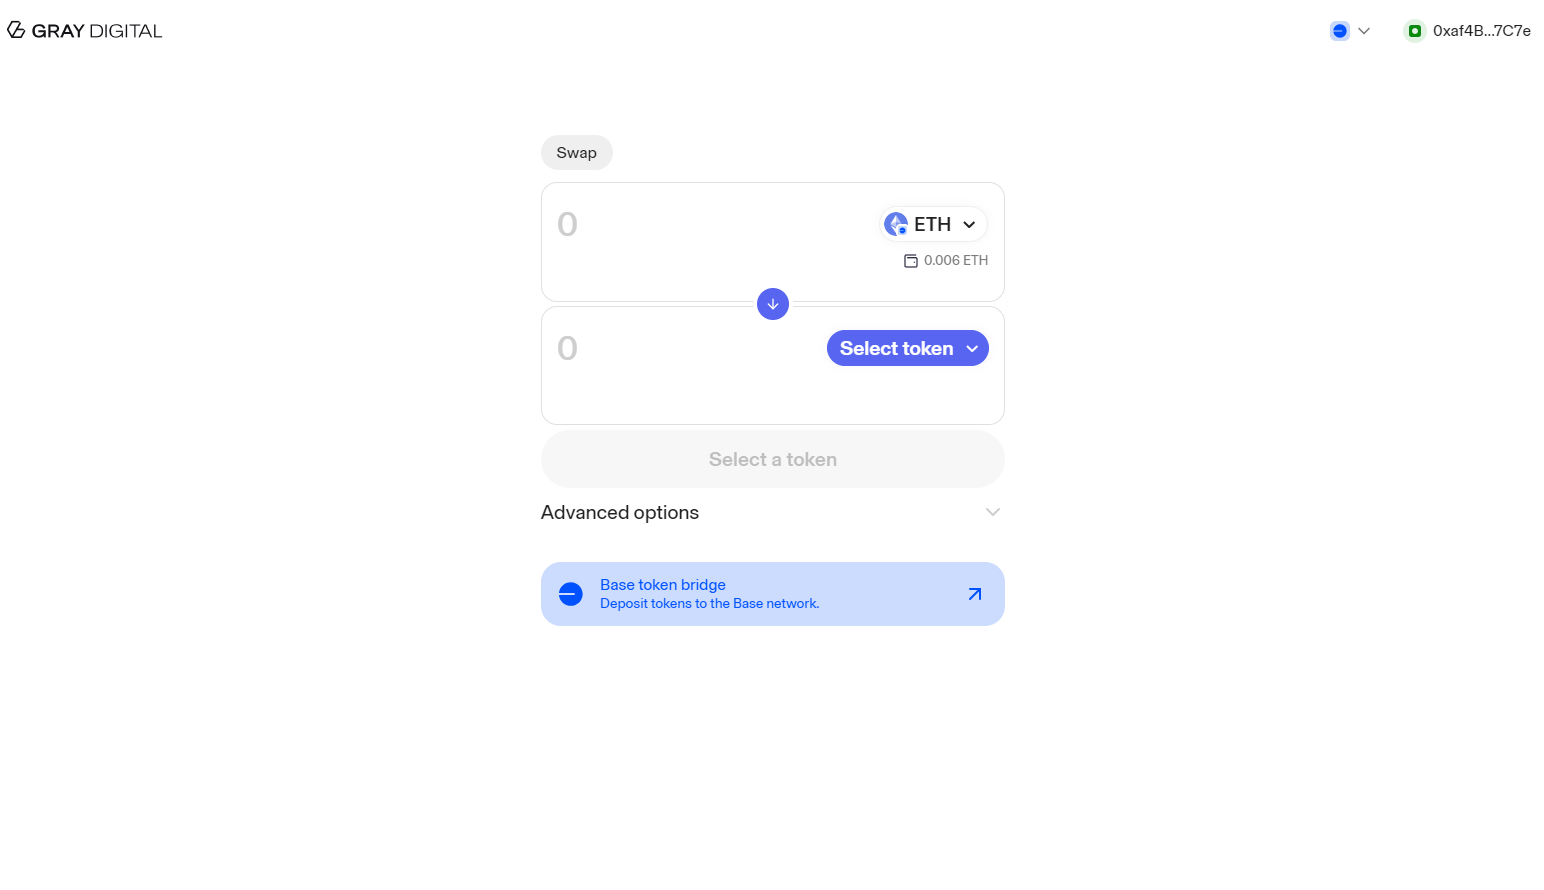 GRAY DIGITAL
0xaf4B...7C7e
Swap
0
ETH
0.006 ETH
0
Select token
Select a token
Advanced options
Base token bridge
Deposit tokens to the Base network.